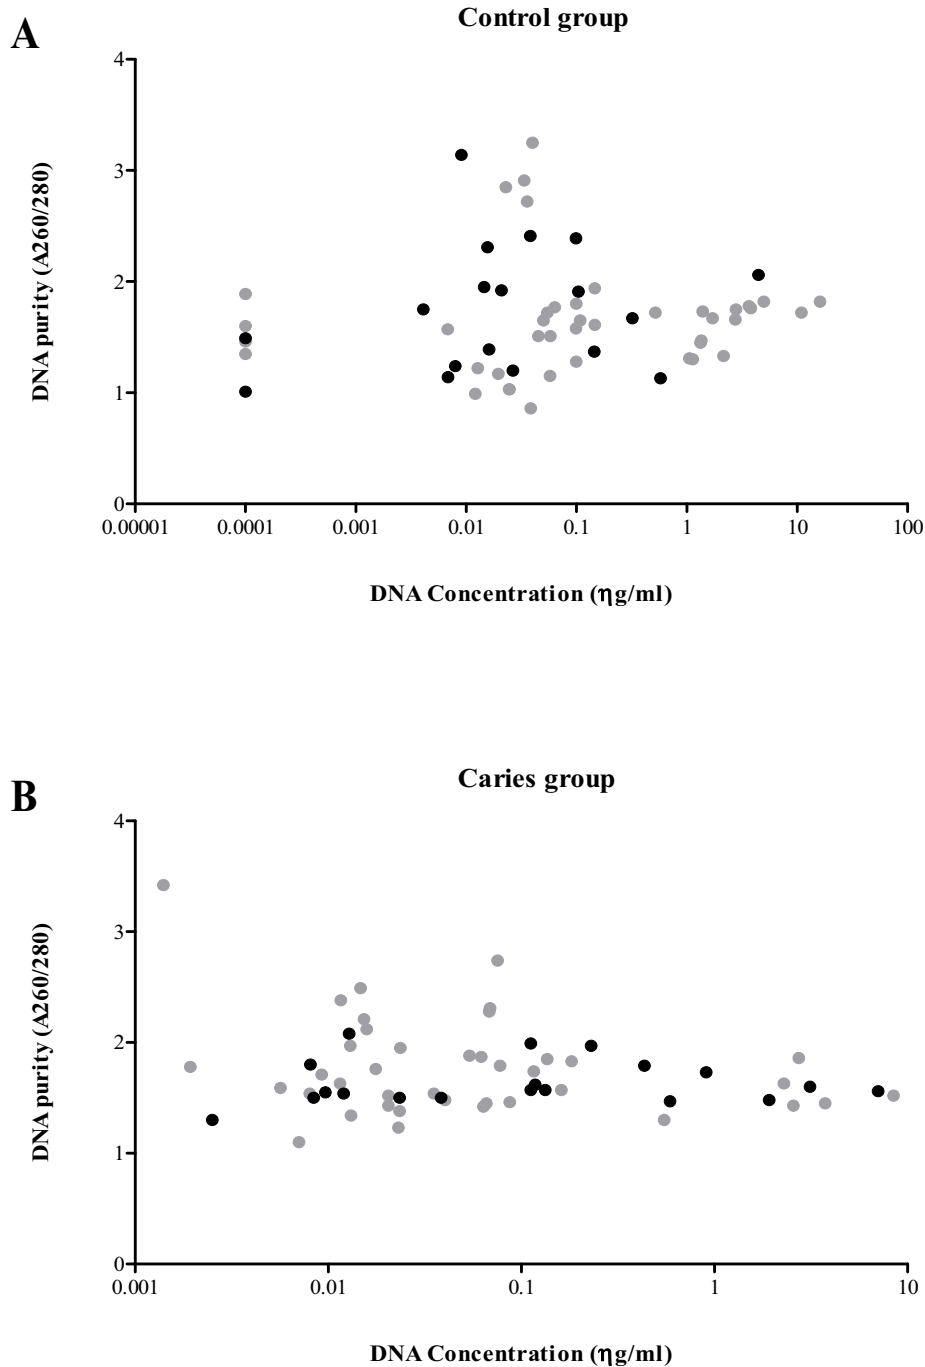 A
Control group
4
3
2
1
0
DNA purity (A260/280)
0.00001 0.0001 0.001 0.01 0.1 1 10 100
DNA Concentration (ηg/ml)
B
Caries group
4
3
2
1
0
DNA purity (A260/280)
0.001 0.01 0.1 1 10
DNA Concentration (ηg/ml)